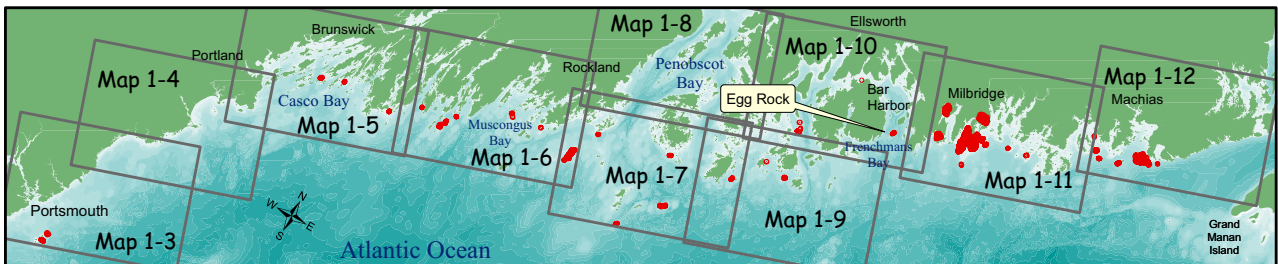 Map 1-8
Ellsworth
Brunswick
Map 1-10
Portland
Penobscot
Bay
Rockland
Map 1-4
Map 1-12
Bar
Harbor
Egg Rock
Milbridge
Machias
Casco Bay
Map 1-5
Muscongus
Bay
Frenchmans
Bay
Map 1-6
Map 1-7
Map 1-11
N
W
E
S
Portsmouth
Map 1-9
Map 1-3
Atlantic Ocean
Grand
Manan
Island